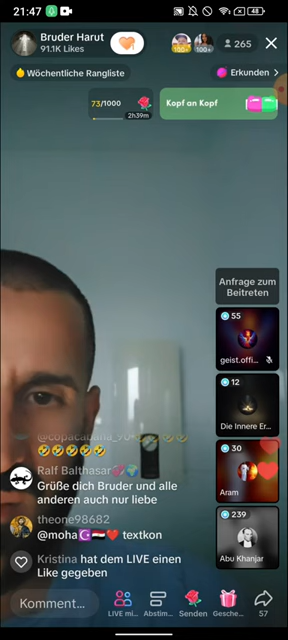 21:47
48
Bruder Harut
91.1K Likes
100+
100+
265
Wöchentliche Rangliste
Erkunden
73/1000
2h39m
Kopf an Kopf
Anfrage zum
Beitreten
55
geist.offi...
12
Die Innere Er...
30
Aram
239
Abu Khanjar
@copacabana_90🤣🤣🤣
🤣🤣🤣🤣🤣
Ralf Balthasar💞🌍
Grüße dich Bruder und alle
anderen auch nur liebe
theone98682
@moha☪️🇪🇬❤️ textkon
Kristina hat dem LIVE einen
Like gegeben
Komment...
LIVE mi...
Abstim...
Senden
Gesche...
57